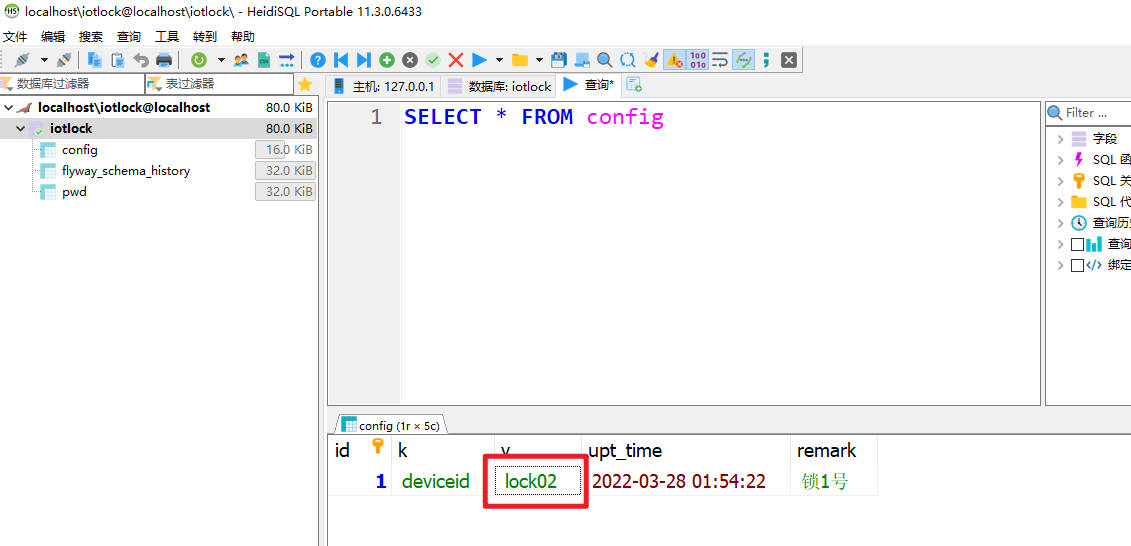 localhost\iotlock@localhost\iotlock\ - HeidiSQL Portable 11.3.0.6433
文件 编辑 搜索 查询 工具 转到 帮助
数据库过滤器 表过滤器 主机: 127.0.0.1 数据库: iotlock 查询*
localhost\iotlock@localhost 80.0 KiB
iotlock 80.0 KiB
config 16.0 KiB
flyway_schema_history 32.0 KiB
pwd 32.0 KiB
1 SELECT * FROM config
Filter ...
字段
SQL 函
SQL 关
SQL 代
查询历
查询
绑定
config (1r × 5c)
id k v upt_time remark
1 deviceid lock02 2022-03-28 01:54:22 锁1号